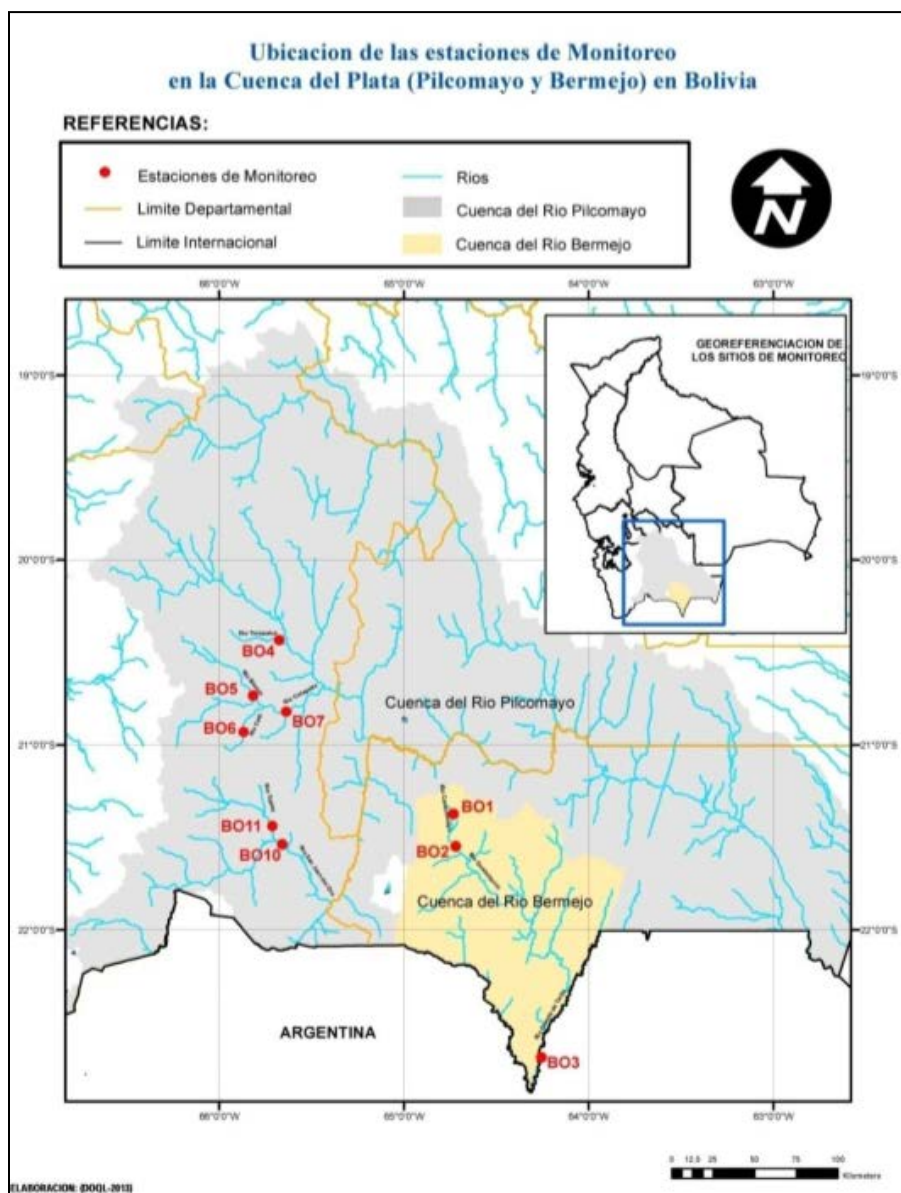 Ubicacion de las estaciones de Monitoreo
en la Cuenca del Plata (Pilcomayo y Bermejo) en Bolivia
REFERENCIAS:
Estaciones de Monitoreo
Limite Departamental
Limite Internacional
Rios
Cuenca del Rio Pilcomayo
Cuenca del Rio Bermejo
N
66°0'0"W
65°0'0"W
64°0'0"W
63°0'0"W
GEOREFERENCIACION DE
LOS SITIOS DE MONITOREO
19°0'0"S
19°0'0"S
20°0'0"S
20°0'0"S
BO4
BO5
BO6
BO7
Cuenca del Rio Pilcomayo
21°0'0"S
21°0'0"S
BO1
BO11
BO2
BO10
Cuenca del Rio Bermejo
22°0'0"S
22°0'0"S
ARGENTINA
BO3
66°0'0"W
65°0'0"W
64°0'0"W
63°0'0"W
0 12,5 25 50 75 100
Kilometers
ELABORACION: (DOQL-2013)